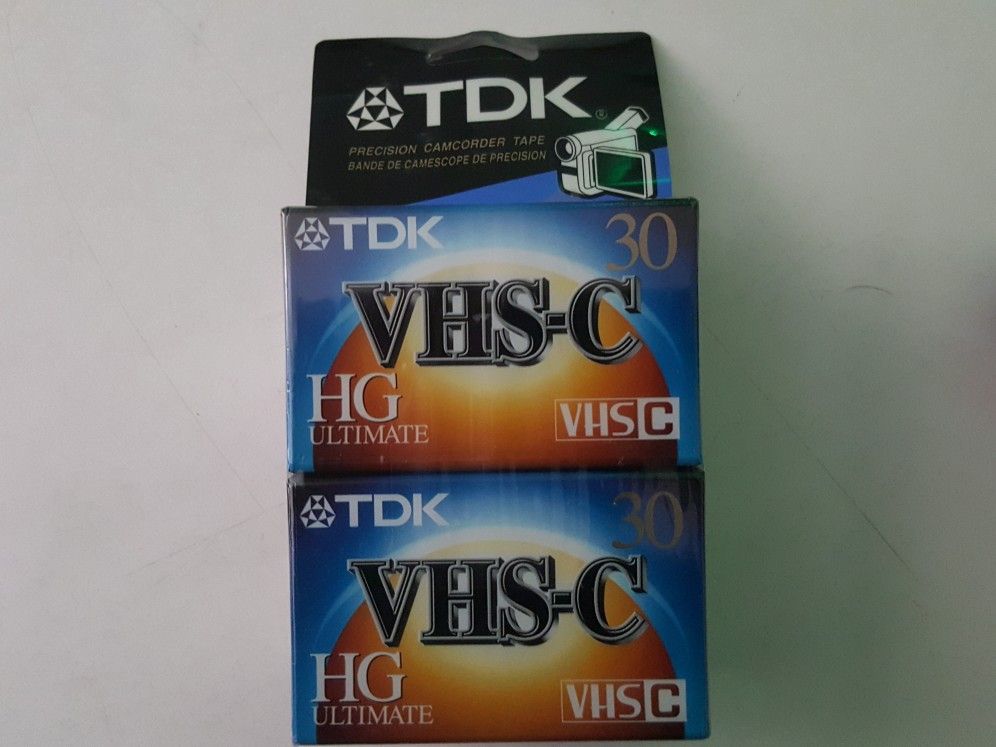 TDK®
PRECISION CAMCORDER TAPE
BANDE DE CAMESCOPE DE PRECISION
TDK 30
VHS-C
HG
ULTIMATE
VHS C
TDK 30
VHS-C
HG
ULTIMATE
VHS C